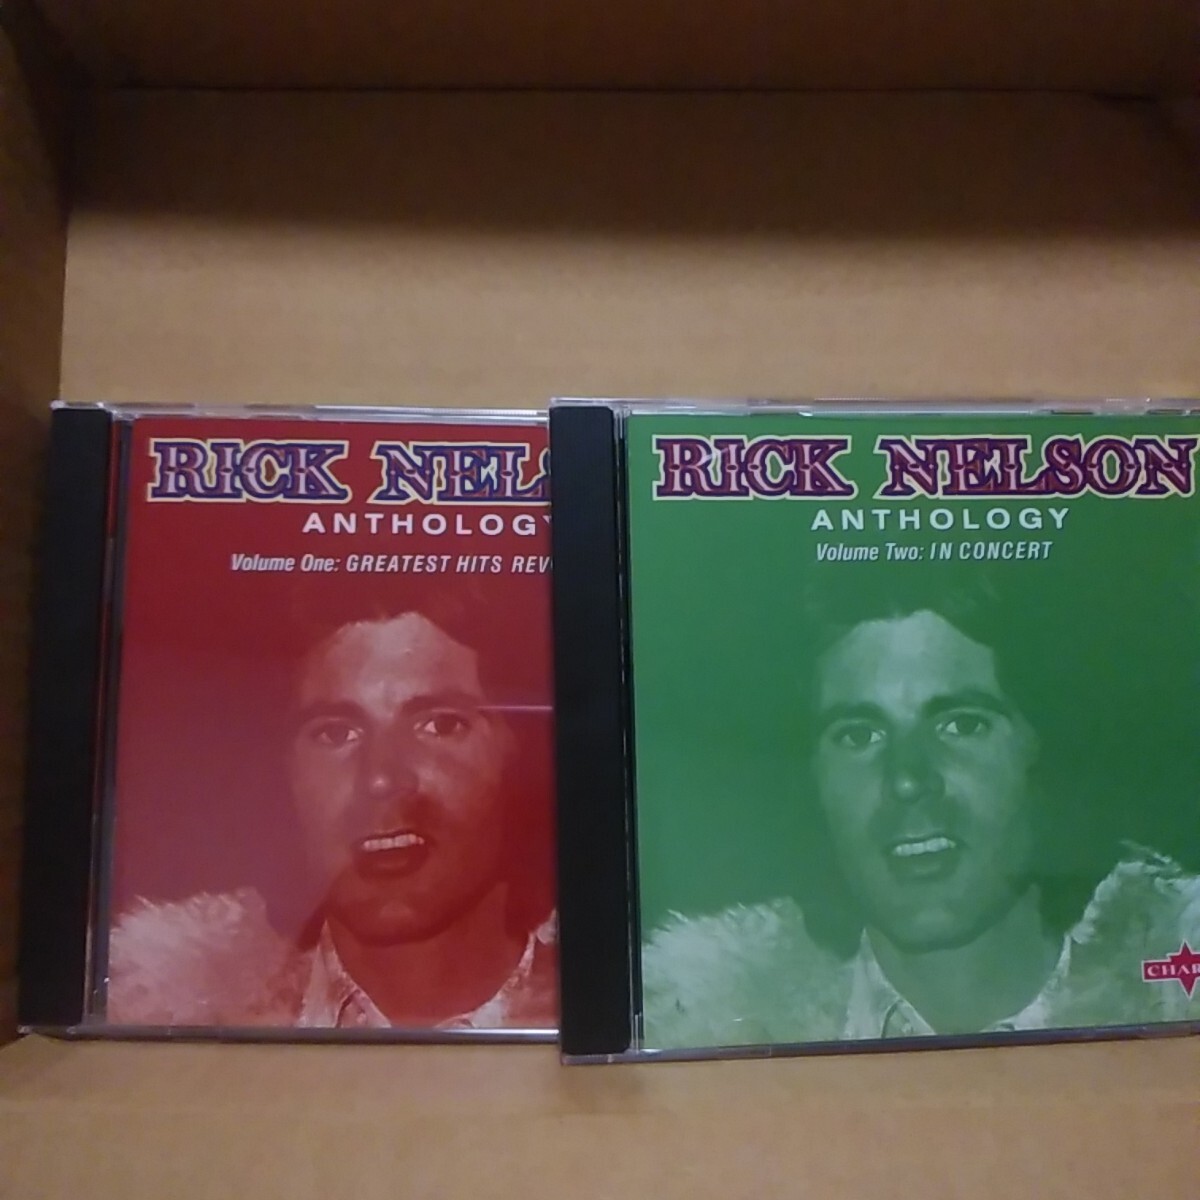 RICK NELS
ANTHOLOGY
Volume One: GREATEST HITS REV
RICK NELSON
ANTHOLOGY
Volume Two: IN CONCERT
CHAR